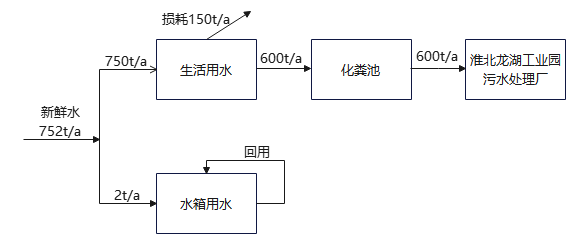 损耗150t/a
750t/a
生活用水
600t/a
化粪池
600t/a
淮北龙湖工业园
污水处理厂
新鲜水
752t/a
回用
2t/a
水箱用水